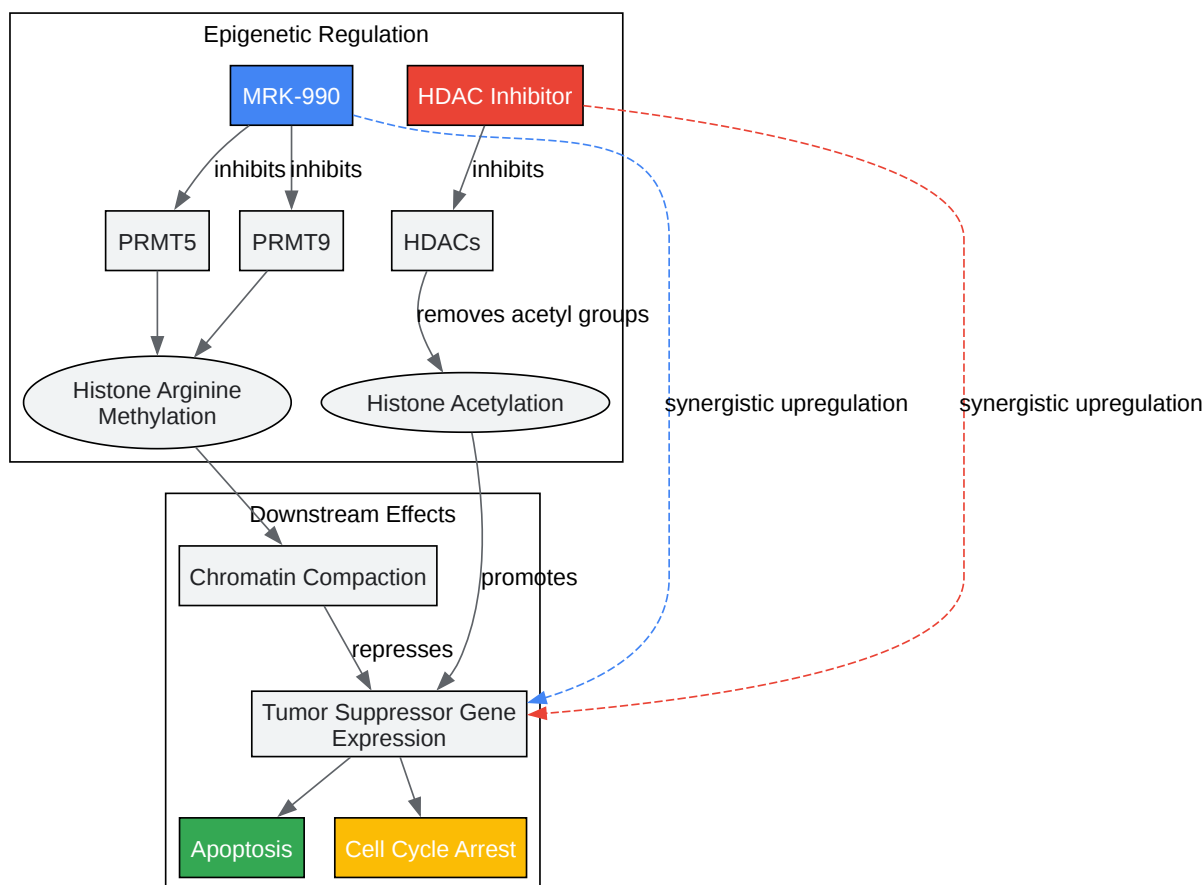 Epigenetic Regulation
MRK-990
HDAC Inhibitor
inhibits
inhibits
inhibits
PRMT5
PRMT9
HDACs
removes acetyl groups
Histone Arginine
Methylation
Histone Acetylation
synergistic upregulation
synergistic upregulation
Downstream Effects
Chromatin Compaction
promotes
represses
Tumor Suppressor Gene
Expression
Apoptosis
Cell Cycle Arrest